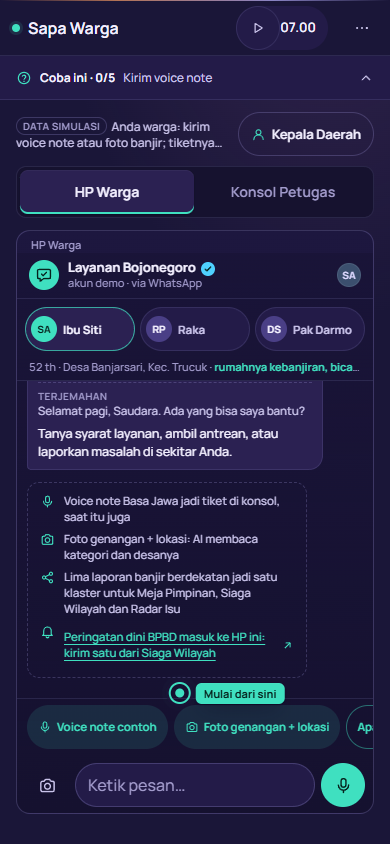 Sapa Warga
07.00
Coba ini · 0/5 Kirim voice note
DATA SIMULASI Anda warga: kirim
voice note atau foto banjir; tiketnya…
Kepala Daerah
HP Warga
Konsol Petugas
HP Warga
Layanan Bojonegoro
akun demo · via WhatsApp
SA
SA Ibu Siti
RP Raka
DS Pak Darmo
52 th · Desa Banjarsari, Kec. Trucuk · rumahnya kebanjiran, bica…
TERJEMAHAN
Selamat pagi, Saudara. Ada yang bisa saya bantu?
Tanya syarat layanan, ambil antrean, atau
laporkan masalah di sekitar Anda.
Voice note Basa Jawa jadi tiket di konsol,
saat itu juga
Foto genangan + lokasi: AI membaca
kategori dan desanya
Lima laporan banjir berdekatan jadi satu
klaster untuk Meja Pimpinan, Siaga
Wilayah dan Radar Isu
Peringatan dini BPBD masuk ke HP ini:
kirim satu dari Siaga Wilayah
Mulai dari sini
Voice note contoh
Foto genangan + lokasi
Ketik pesan…